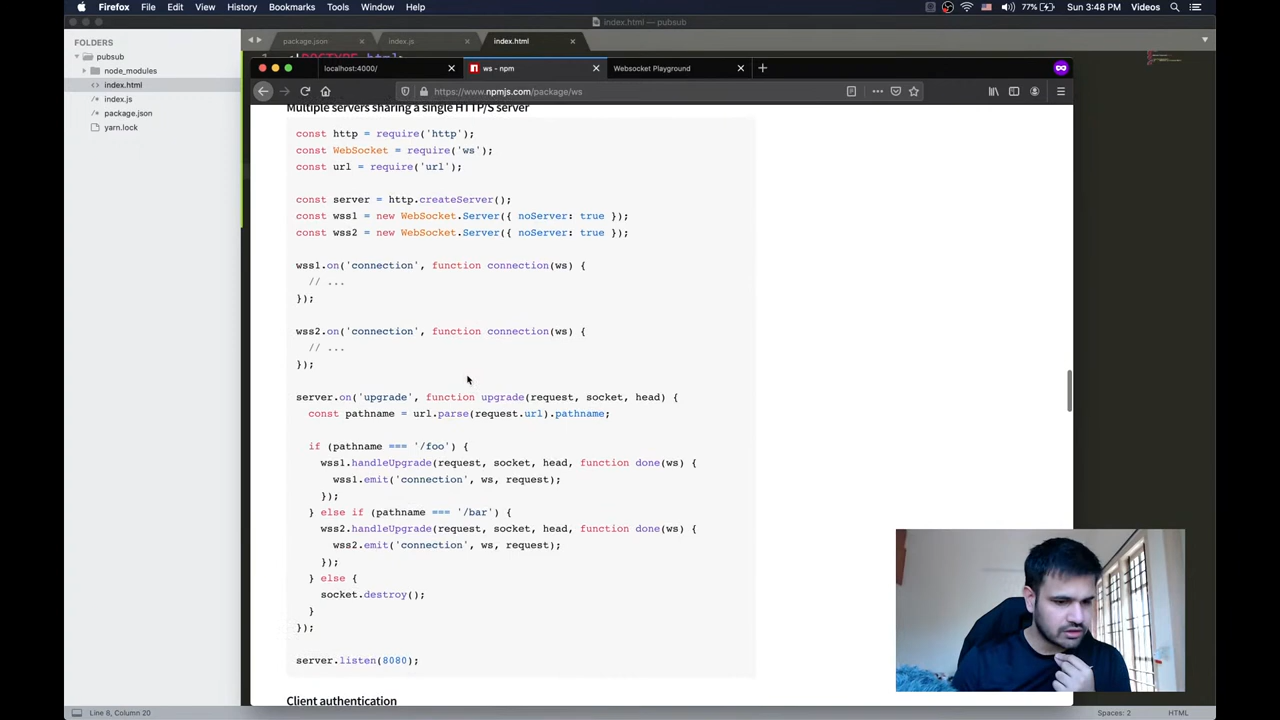 Firefox File Edit View History Bookmarks Tools Window Help
77% Sun 3:48 PM Videos
index.html — pubsub
FOLDERS
pubsub
node_modules
index.html
index.js
package.json
yarn.lock
package.json index.js index.html
localhost:4000/ ws - npm Websocket Playground
https://www.npmjs.com/package/ws
Multiple servers sharing a single HTTP/S server
const http = require('http');
const WebSocket = require('ws');
const url = require('url');
const server = http.createServer();
const wss1 = new WebSocket.Server({ noServer: true });
const wss2 = new WebSocket.Server({ noServer: true });
wss1.on('connection', function connection(ws) {
// ...
});
wss2.on('connection', function connection(ws) {
// ...
});
server.on('upgrade', function upgrade(request, socket, head) {
const pathname = url.parse(request.url).pathname;
if (pathname === '/foo') {
wss1.handleUpgrade(request, socket, head, function done(ws) {
wss1.emit('connection', ws, request);
});
} else if (pathname === '/bar') {
wss2.handleUpgrade(request, socket, head, function done(ws) {
wss2.emit('connection', ws, request);
});
} else {
socket.destroy();
}
});
server.listen(8080);
Client authentication
Line 8, Column 20
Spaces: 2 HTML